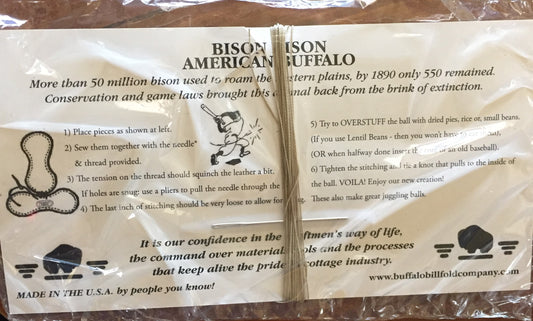 BISON BISON
AMERICAN BUFFALO
More than 50 million bison used to roam the western plains, by 1890 only 550 remained.
Conservation and game laws brought this animal back from the brink of extinction.
1) Place pieces as shown at left.
2) Sew them together with the needle*
& thread provided.
3) The tension on the thread should squinch the leather a bit.
If holes are snug: use a pliers to pull the needle through the
4) The last inch of stitching should be very loose to allow for
5) Try to OVERSTUFF the ball with dried pies, rice or, small beans.
(If you use Lentil Beans - then you won't have
(OR when halfway done insert the of an old baseball).
6) Tighten the stitching and tie a knot that pulls to the inside of
the ball. VOILA! Enjoy our new creation!
These also make great juggling balls.
It is our confidence in the craftmen's way of life,
the command over materials, tools and the processes
that keep alive the pride of cottage industry.
MADE IN THE U.S.A. by people you know!
www.buffalobillfoldcompany.com